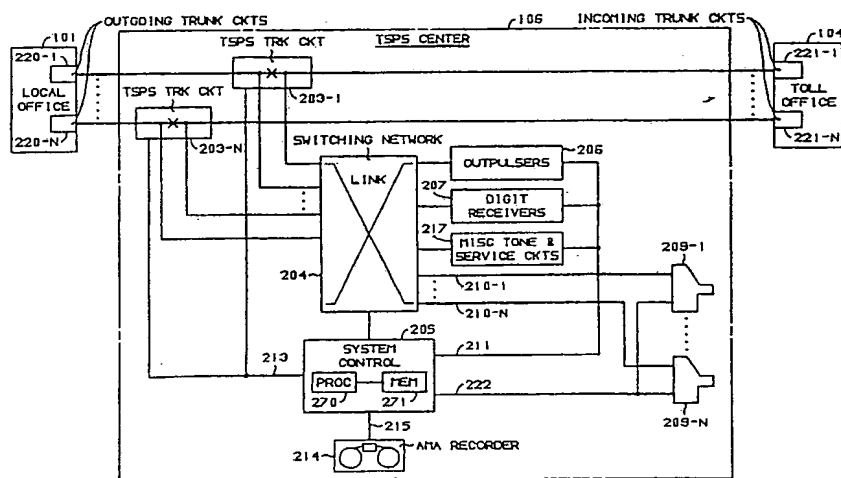 OUTGOING TRUNK CKTS
106
INCOMING TRUNK CKTS
101
TSPS TRK CKT
TSPS CENTER
104
220-1
221-1
LOCAL OFFICE
TSPS TRK CKT
203-1
TOLL OFFICE
220-N
203-N
221-N
SWITCHING NETWORK
206
LINK
OUTPULSERS
207
DIGIT RECEIVERS
217
MISC TONE & SERVICE CKTS
209-1
204
210-1
210-N
205
213
SYSTEM CONTROL
211
PROC
MEM
270
271
222
209-N
215
AMA RECORDER
214